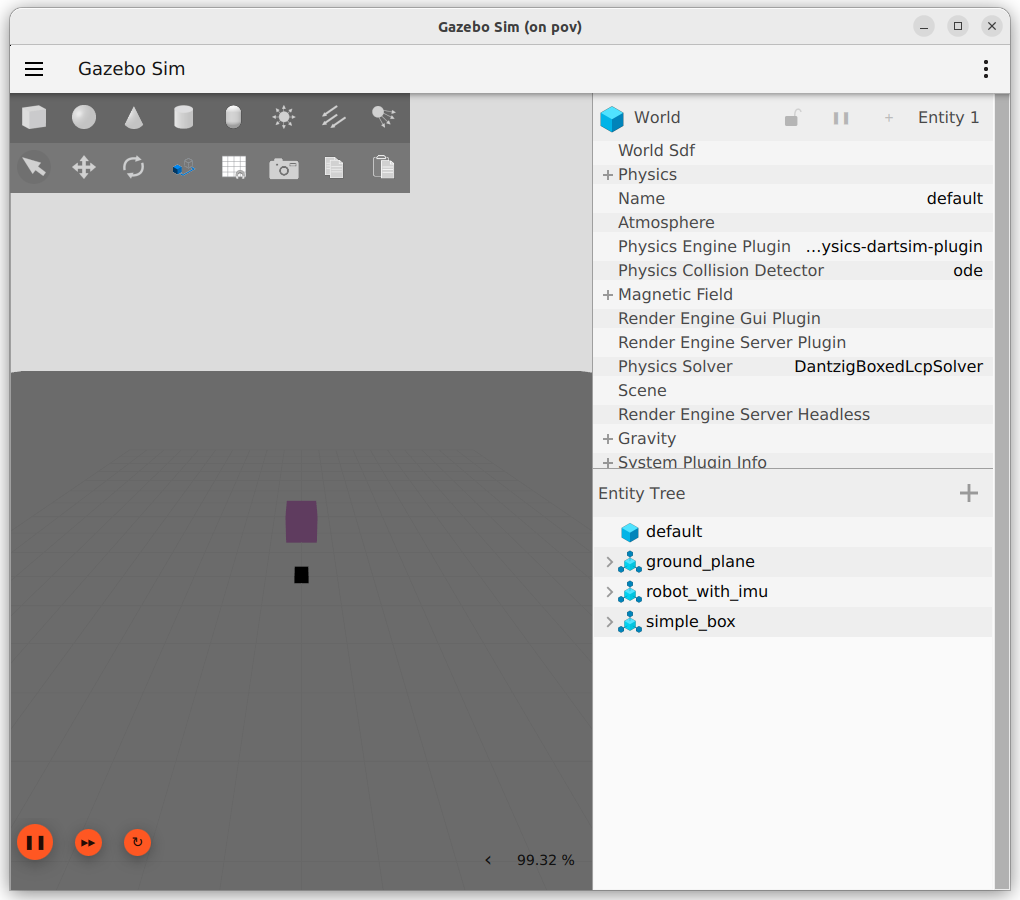 Gazebo Sim (on pov)
Gazebo Sim
World Entity 1
World Sdf
Physics
Name default
Atmosphere
Physics Engine Plugin ...ysics-dartsim-plugin
Physics Collision Detector ode
Magnetic Field
Render Engine Gui Plugin
Render Engine Server Plugin
Physics Solver DantzigBoxedLcpSolver
Scene
Render Engine Server Headless
Gravity
System Plugin Info
Entity Tree
default
ground_plane
robot_with_imu
simple_box
99.32 %